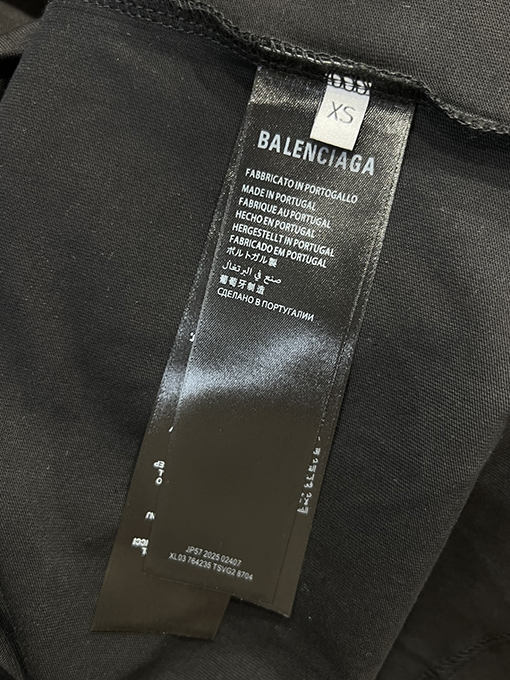 XS
BALENCIAGA
FABBRICATO IN PORTOGALLO
MADE IN PORTUGAL
FABRIQUE AU PORTUGAL
HECHO EN PORTUGAL
HERGESTELLT IN PORTUGAL
FABRICADO EM PORTUGAL
ポルトガル製
صنع في البرتغال
葡萄牙制造
СДЕЛАНО В ПОРТУГАЛИИ
JP57 2025 02407
XL03 764235 TSVG2 8704